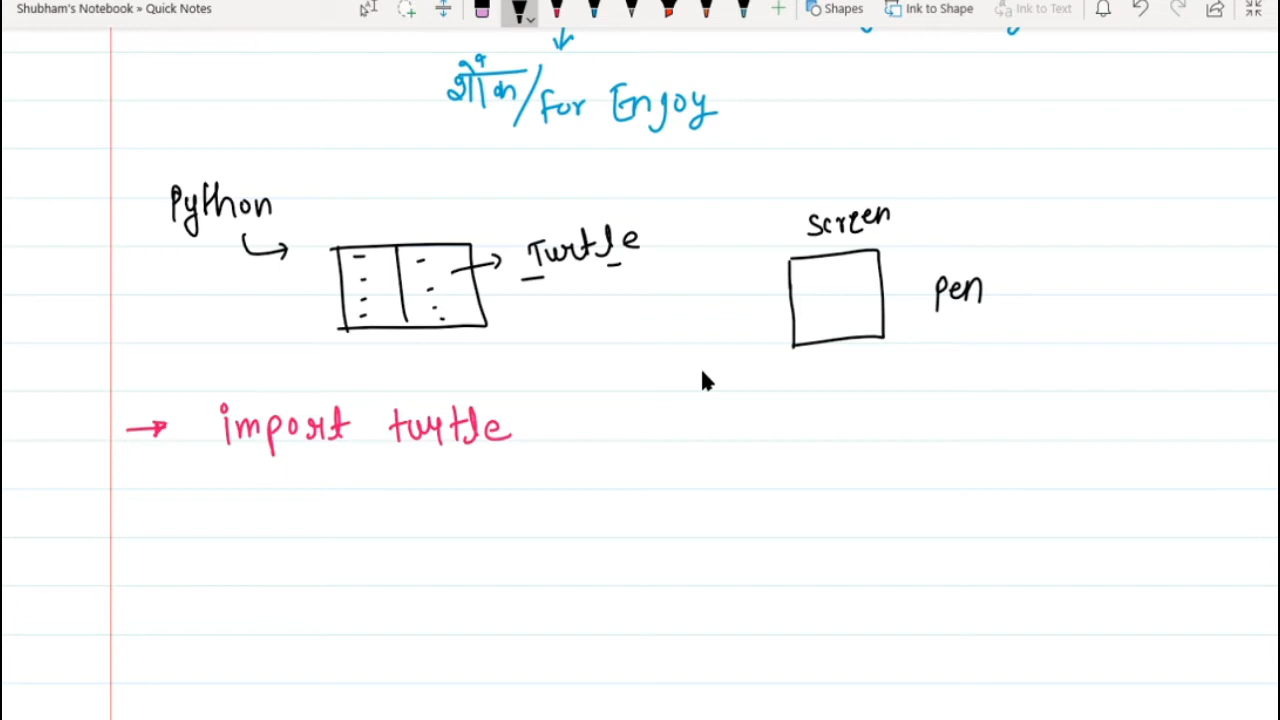 Shubham's Notebook » Quick Notes
Shapes
Ink to Shape
Ink to Text
शौक / For Enjoy
Python
Turtle
Screen
pen
→ import turtle